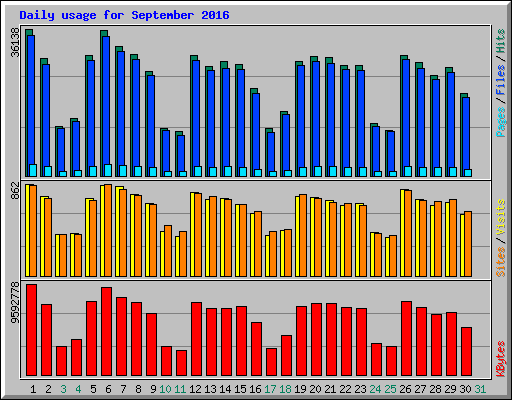 Daily usage for September 2016
36138
Pages / Files / Hits
862
Sites / Visits
9592778
KBytes
1 2 3 4 5 6 7 8 9 10 11 12 13 14 15 16 17 18 19 20 21 22 23 24 25 26 27 28 29 30 31